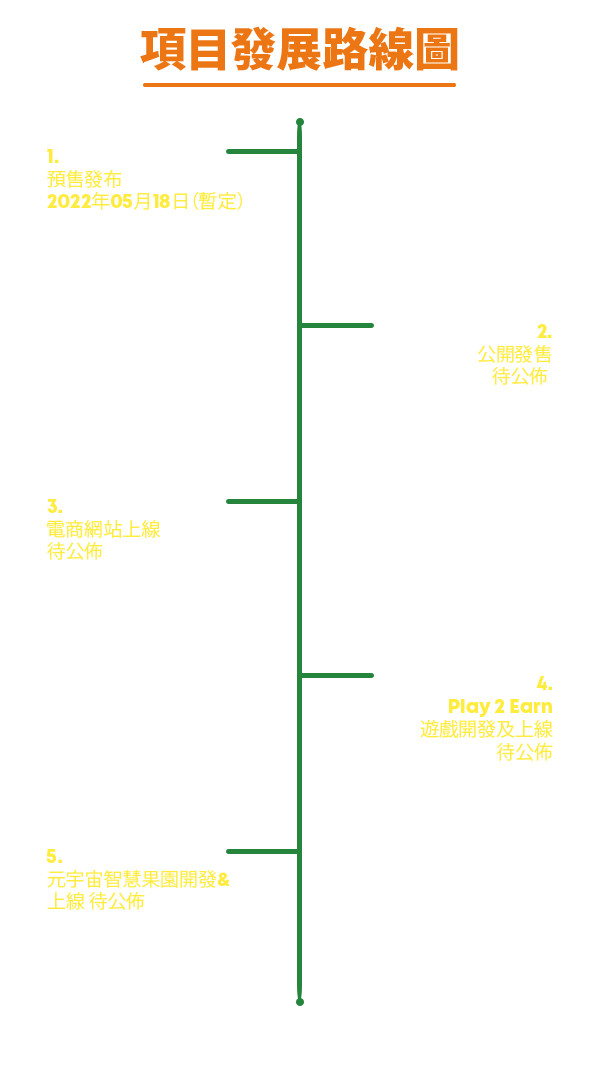 項目發展路線圖
1.
預售發布
2022年05月18日(暫定)
2.
公開發售
待公佈
3.
電商網站上線
待公佈
4.
Play 2 Earn
遊戲開發及上線
待公佈
5.
元宇宙智慧果園開發&
上線 待公佈